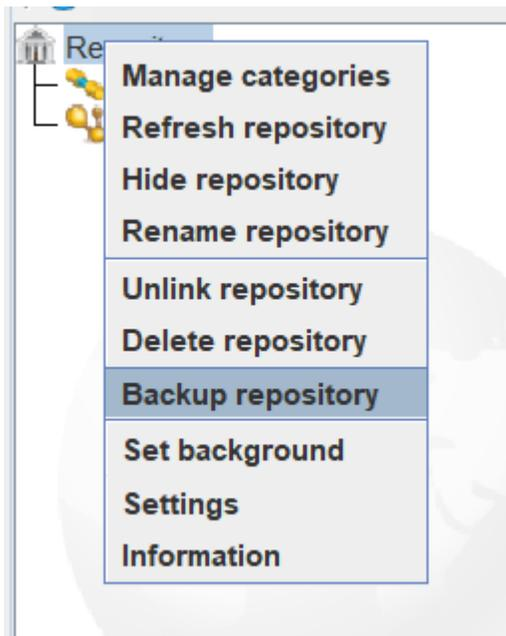 Manage categories
Refresh repository
Hide repository
Rename repository
Unlink repository
Delete repository
Backup repository
Set background
Settings
Information